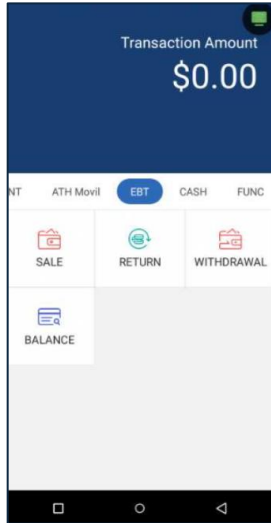 Transaction Amount
$0.00
NT ATH Movil EBT CASH FUNC
SALE RETURN WITHDRAWAL
BALANCE